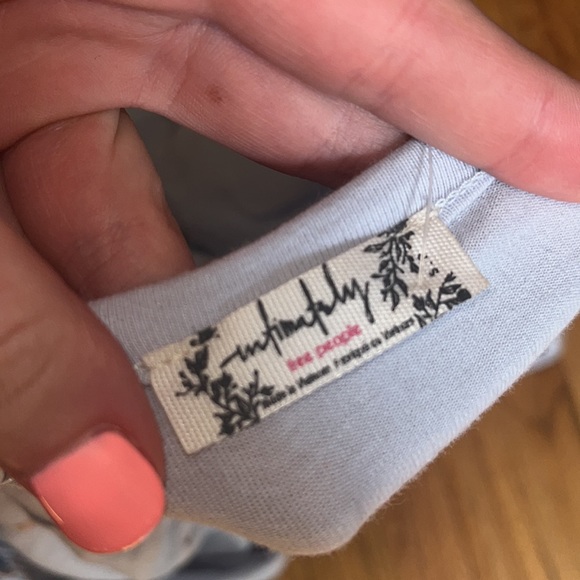 intimately
free people
Made in Vietnam Fabriqué au Vietnam